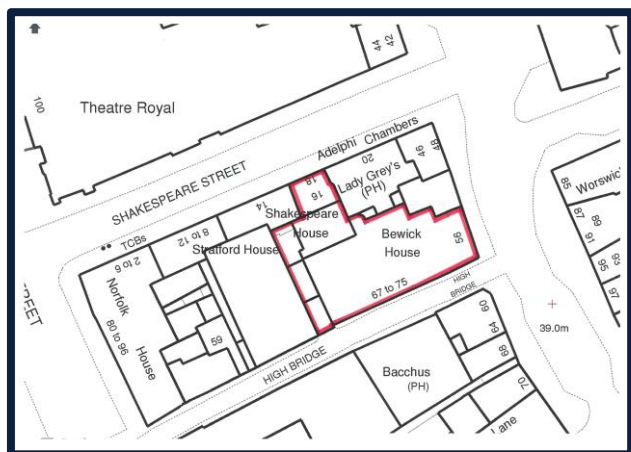 44
42
100
Theatre Royal
Adelphi Chambers
SHAKESPEARE STREET
18
16
20
Lady Grey's
(PH)
46
48
Worswick
85
87
89
91
93
95
97
14
Shakespeare
House
8 to 12
TCBs
2 to 6
Stratford House
Bewick
House
56
Norfolk
House
80 to 96
59
67 to 75
HIGH
BRIDGE
HIGH BRIDGE
60
64
68
70
39.0m
Bacchus
(PH)
Lane